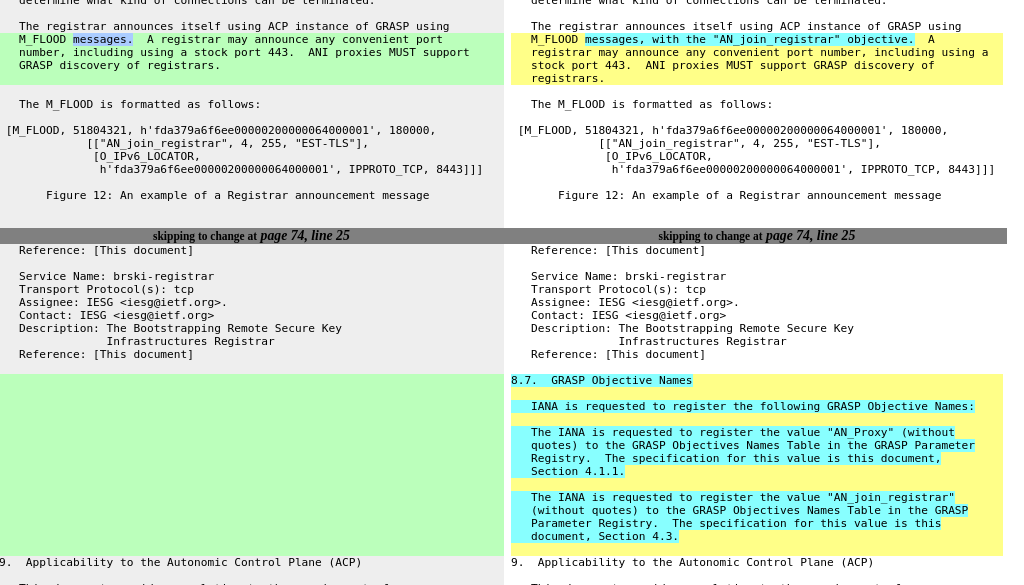 determine what kind of connections can be terminated.
The registrar announces itself using ACP instance of GRASP using
M_FLOOD messages.  A registrar may announce any convenient port
number, including using a stock port 443.  ANI proxies MUST support
GRASP discovery of registrars.
The M_FLOOD is formatted as follows:
[M_FLOOD, 51804321, h'fda379a6f6ee00000200000064000001', 180000,
[["AN_join_registrar", 4, 255, "EST-TLS"],
[O_IPv6_LOCATOR,
h'fda379a6f6ee00000200000064000001', IPPROTO_TCP, 8443]]]
Figure 12: An example of a Registrar announcement message
skipping to change at page 74, line 25
Reference: [This document]
Service Name: brski-registrar
Transport Protocol(s): tcp
Assignee: IESG <iesg@ietf.org>.
Contact: IESG <iesg@ietf.org>
Description: The Bootstrapping Remote Secure Key
Infrastructures Registrar
Reference: [This document]
9.  Applicability to the Autonomic Control Plane (ACP)
determine what kind of connections can be terminated.
The registrar announces itself using ACP instance of GRASP using
M_FLOOD messages, with the "AN_join_registrar" objective.  A
registrar may announce any convenient port number, including using a
stock port 443.  ANI proxies MUST support GRASP discovery of
registrars.
The M_FLOOD is formatted as follows:
[M_FLOOD, 51804321, h'fda379a6f6ee00000200000064000001', 180000,
[["AN_join_registrar", 4, 255, "EST-TLS"],
[O_IPv6_LOCATOR,
h'fda379a6f6ee00000200000064000001', IPPROTO_TCP, 8443]]]
Figure 12: An example of a Registrar announcement message
skipping to change at page 74, line 25
Reference: [This document]
Service Name: brski-registrar
Transport Protocol(s): tcp
Assignee: IESG <iesg@ietf.org>.
Contact: IESG <iesg@ietf.org>
Description: The Bootstrapping Remote Secure Key
Infrastructures Registrar
Reference: [This document]
8.7.  GRASP Objective Names
IANA is requested to register the following GRASP Objective Names:
The IANA is requested to register the value "AN_Proxy" (without
quotes) to the GRASP Objectives Names Table in the GRASP Parameter
Registry.  The specification for this value is this document,
Section 4.1.1.
The IANA is requested to register the value "AN_join_registrar"
(without quotes) to the GRASP Objectives Names Table in the GRASP
Parameter Registry.  The specification for this value is this
document, Section 4.3.
9.  Applicability to the Autonomic Control Plane (ACP)